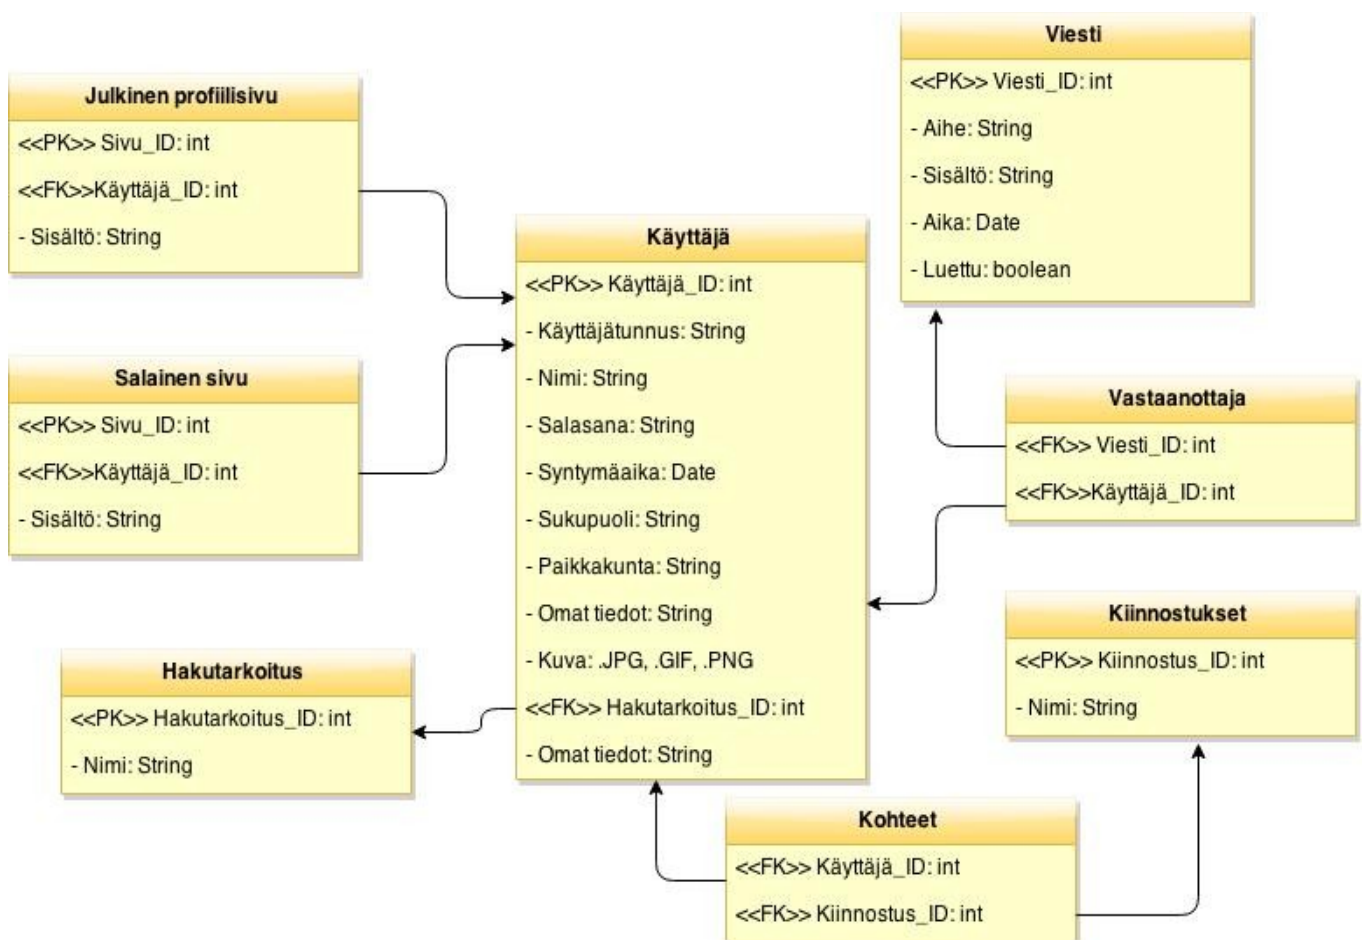 Julkinen profiilisivu
<<PK>> Sivu_ID: int
<<FK>>Käyttäjä_ID: int
- Sisältö: String
Salainen sivu
<<PK>> Sivu_ID: int
<<FK>>Käyttäjä_ID: int
- Sisältö: String
Hakutarkoitus
<<PK>> Hakutarkoitus_ID: int
- Nimi: String
Käyttäjä
<<PK>> Käyttäjä_ID: int
- Käyttäjätunnus: String
- Nimi: String
- Salasana: String
- Syntymäaika: Date
- Sukupuoli: String
- Paikkakunta: String
- Omat tiedot: String
- Kuva: .JPG, .GIF, .PNG
<<FK>> Hakutarkoitus_ID: int
- Omat tiedot: String
Viesti
<<PK>> Viesti_ID: int
- Aihe: String
- Sisältö: String
- Aika: Date
- Luettu: boolean
Vastaanottaja
<<FK>> Viesti_ID: int
<<FK>>Käyttäjä_ID: int
Kiinnostukset
<<PK>> Kiinnostus_ID: int
- Nimi: String
Kohteet
<<FK>> Käyttäjä_ID: int
<<FK>> Kiinnostus_ID: int